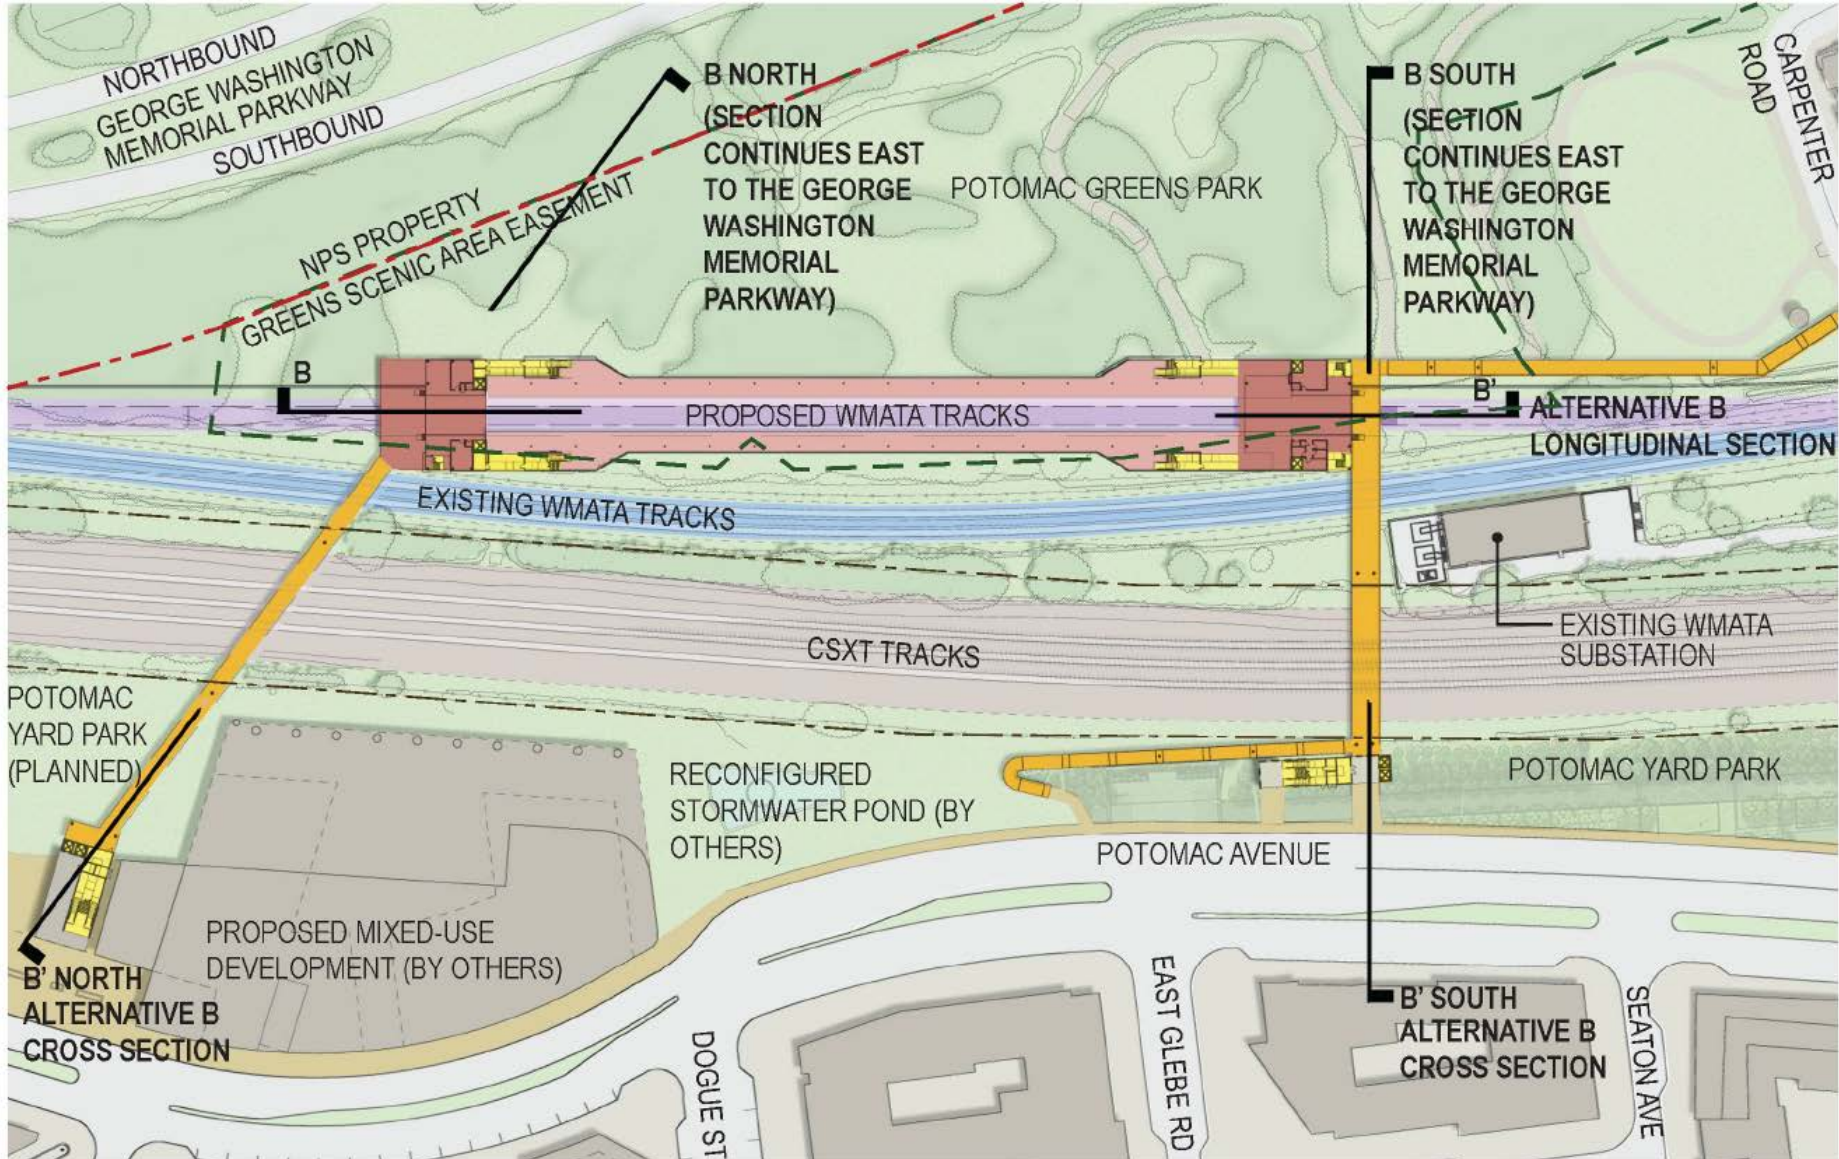 NORTHBOUND
GEORGE WASHINGTON
MEMORIAL PARKWAY
SOUTHBOUND
NPS PROPERTY
GREENS SCENIC AREA EASEMENT
B NORTH
(SECTION
CONTINUES EAST
TO THE GEORGE
WASHINGTON
MEMORIAL
PARKWAY)
POTOMAC GREENS PARK
B SOUTH
(SECTION
CONTINUES EAST
TO THE GEORGE
WASHINGTON
MEMORIAL
PARKWAY)
CARPENTER
ROAD
B
PROPOSED WMATA TRACKS
B'
ALTERNATIVE B
LONGITUDINAL SECTION
EXISTING WMATA TRACKS
EXISTING WMATA
SUBSTATION
CSXT TRACKS
POTOMAC
YARD PARK
(PLANNED)
RECONFIGURED
STORMWATER POND (BY
OTHERS)
POTOMAC YARD PARK
POTOMAC AVENUE
PROPOSED MIXED-USE
DEVELOPMENT (BY OTHERS)
B' NORTH
ALTERNATIVE B
CROSS SECTION
B' SOUTH
ALTERNATIVE B
CROSS SECTION
DOGUE ST
EAST GLEBE RD
SEATON AVE